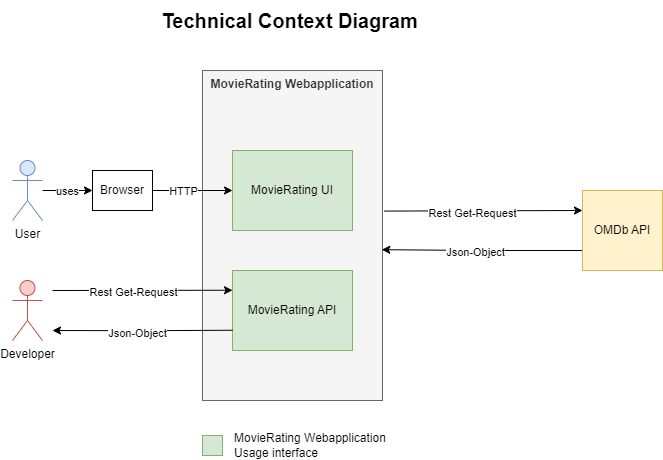 Technical Context Diagram
MovieRating Webapplication
uses
Browser
HTTP
MovieRating UI
User
Rest Get-Request
Json-Object
OMDb API
Rest Get-Request
MovieRating API
Json-Object
Developer
MovieRating Webapplication
Usage interface